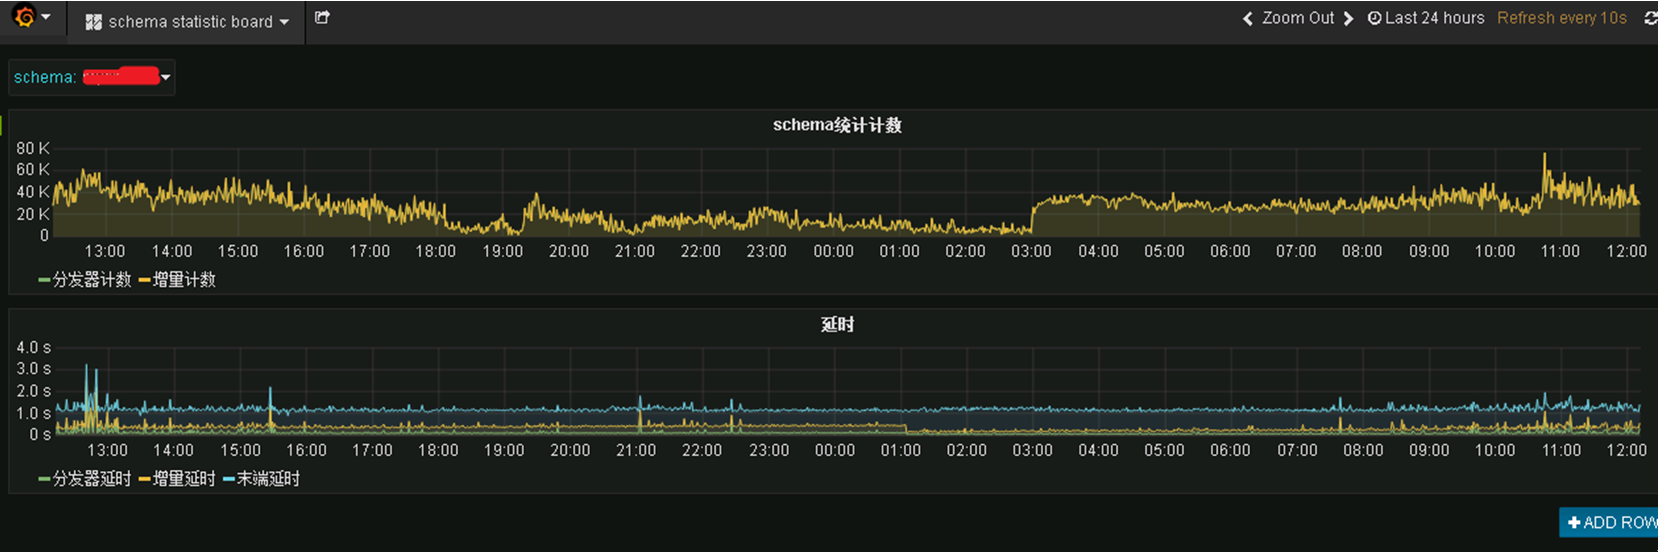 schema statistic board
Zoom Out Last 24 hours Refresh every 10s
schema:
schema统计计数
80 K
60 K
40 K
20 K
0
13:00 14:00 15:00 16:00 17:00 18:00 19:00 20:00 21:00 22:00 23:00 00:00 01:00 02:00 03:00 04:00 05:00 06:00 07:00 08:00 09:00 10:00 11:00 12:00
分发器计数 增量计数
延时
4.0 s
3.0 s
2.0 s
1.0 s
0 s
13:00 14:00 15:00 16:00 17:00 18:00 19:00 20:00 21:00 22:00 23:00 00:00 01:00 02:00 03:00 04:00 05:00 06:00 07:00 08:00 09:00 10:00 11:00 12:00
分发器延时 增量延时 末端延时
ADD ROW